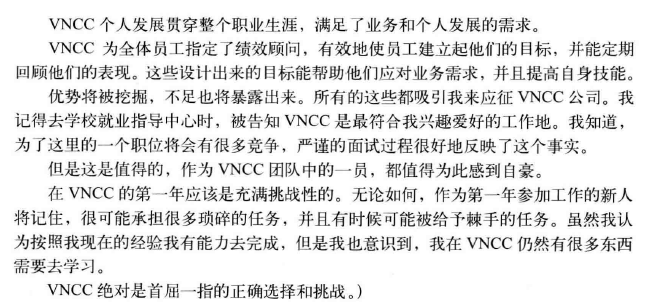 VNCC 个人发展贯穿整个职业生涯，满足了业务和个人发展的需求。
VNCC 为全体员工指定了绩效顾问，有效地使员工建立起他们的目标，并能定期
回顾他们的表现。这些设计出来的目标能帮助他们应对业务需求，并且提高自身技能。
优势将被挖掘，不足也将暴露出来。所有的这些都吸引我来应征 VNCC 公司。我
记得去学校就业指导中心时，被告知 VNCC 是最符合我兴趣爱好的工作地。我知道，
为了这里的一个职位将会有很多竞争，严谨的面试过程很好地反映了这个事实。
但是这是值得的，作为 VNCC 团队中的一员，都值得为此感到自豪。
在 VNCC 的第一年应该是充满挑战性的。无论如何，作为第一年参加工作的新人
将记住，很可能承担很多琐碎的任务，并且有时候可能被给予棘手的任务。虽然我认
为按照我现在的经验我有能力去完成，但是我也意识到，我在 VNCC 仍然有很多东西
需要去学习。
VNCC 绝对是首屈一指的正确选择和挑战。）